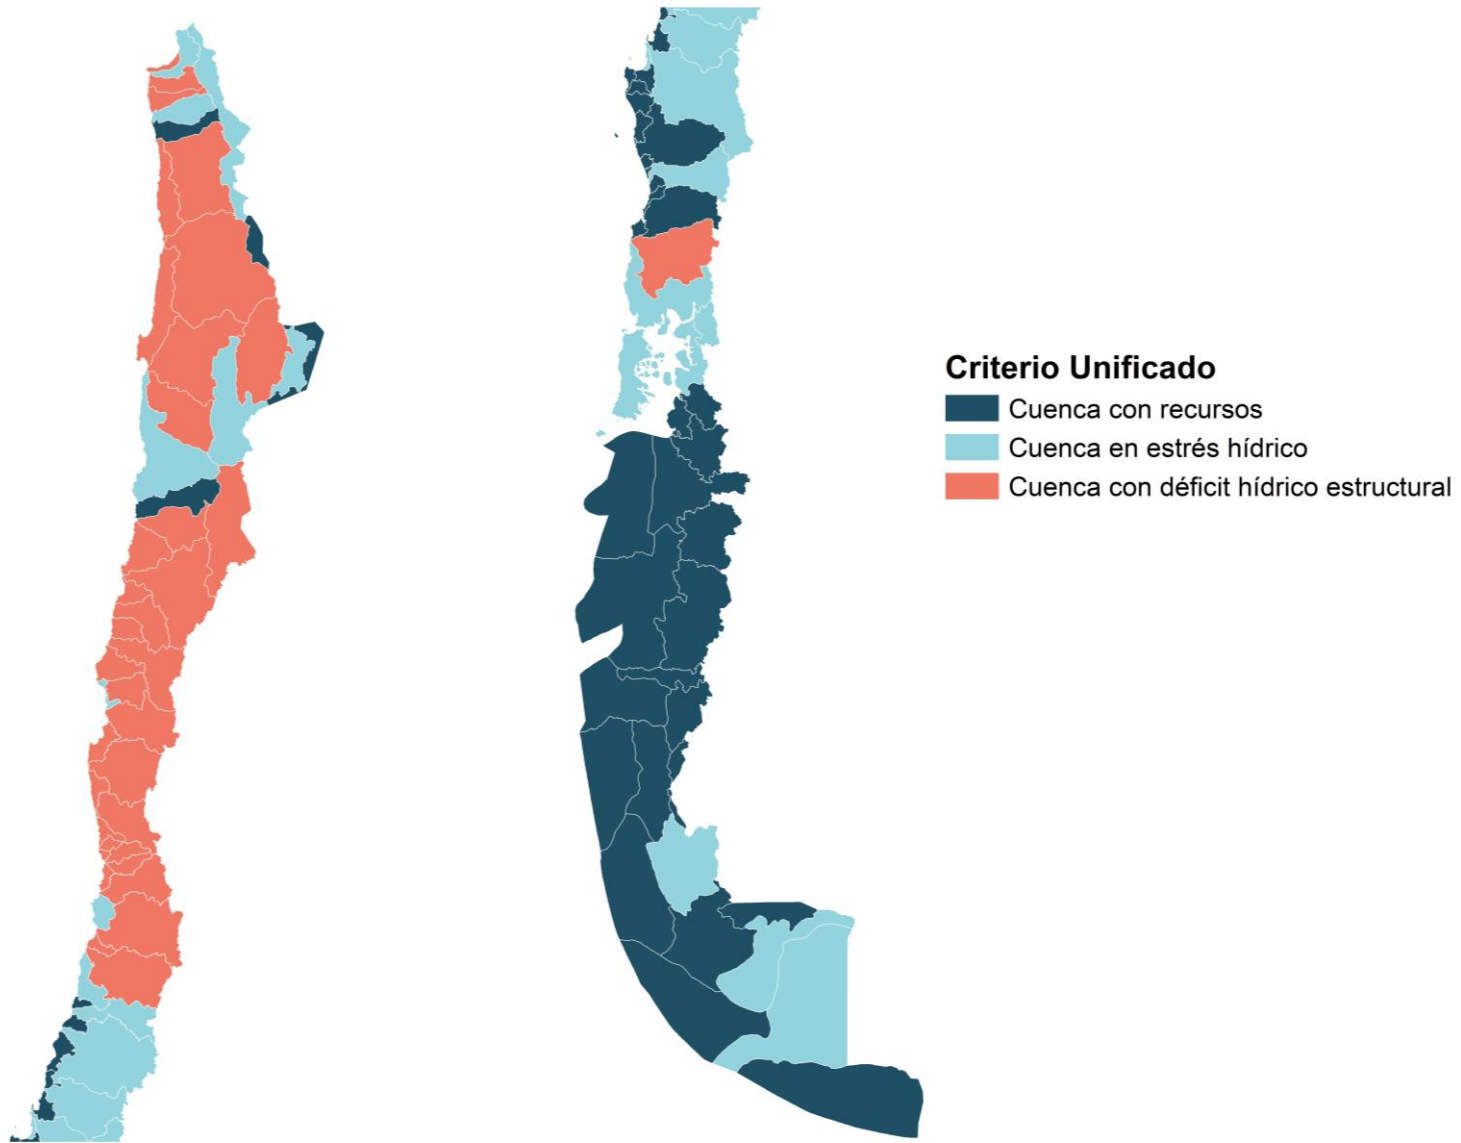 Criterio Unificado
Cuenca con recursos
Cuenca en estrés hídrico
Cuenca con déficit hídrico estructural